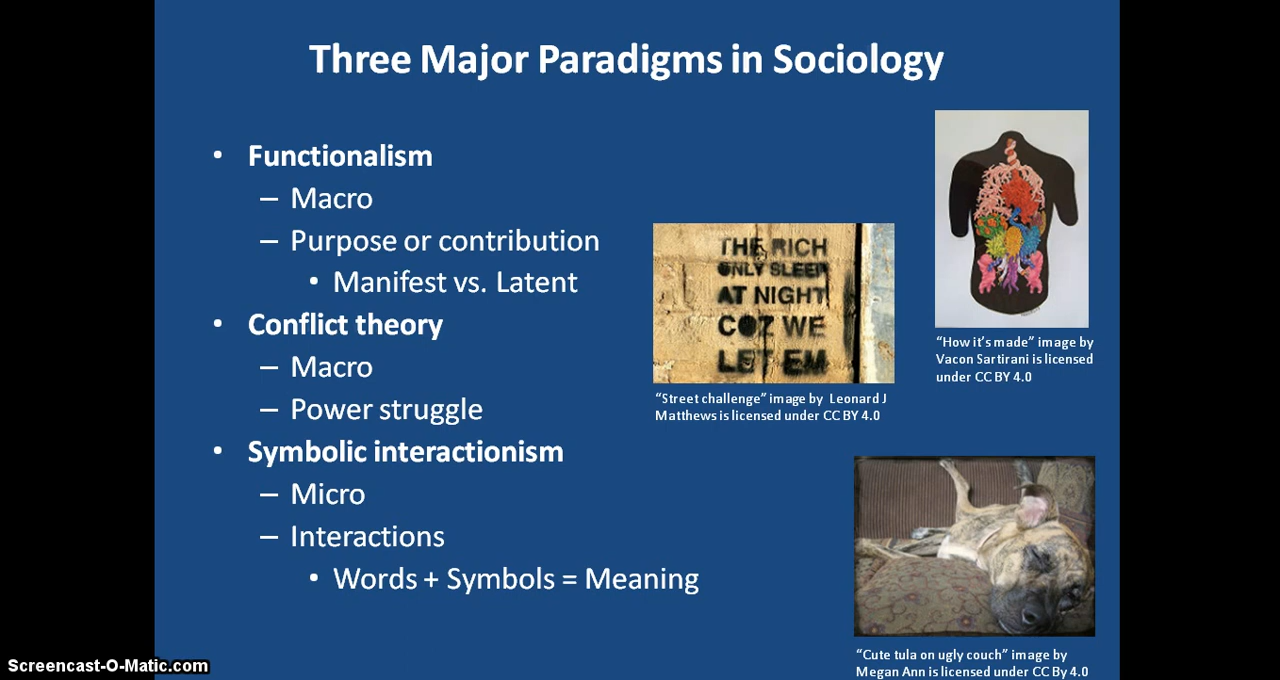 Three Major Paradigms in Sociology
• Functionalism
– Macro
– Purpose or contribution
• Manifest vs. Latent
• Conflict theory
– Macro
– Power struggle
• Symbolic interactionism
– Micro
– Interactions
• Words + Symbols = Meaning
THE RICH
ONLY SLEEP
AT NIGHT
COZ WE
LET EM
“Street challenge” image by Leonard J
Matthews is licensed under CC BY 4.0
“How it’s made” image by
Vacon Sartirani is licensed
under CC BY 4.0
“Cute tula on ugly couch” image by
Megan Ann is licensed under CC By 4.0
Screencast-O-Matic.com